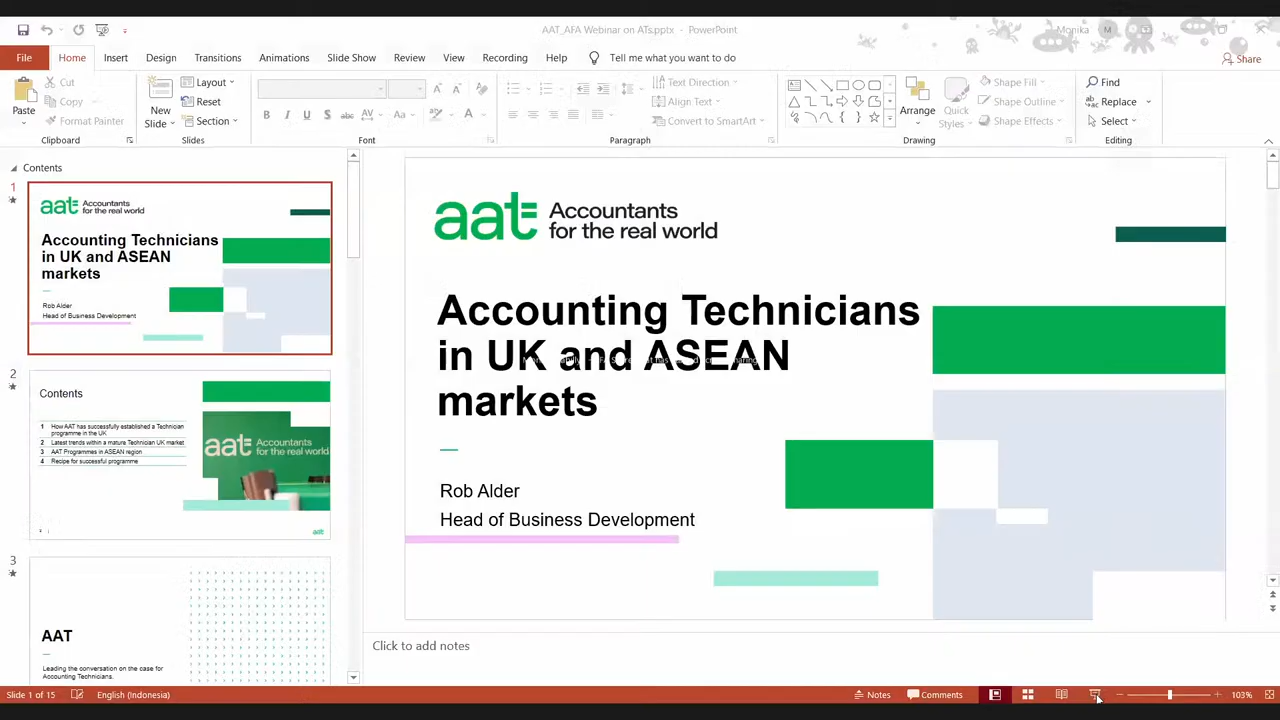 AAT_AFA Webinar on ATs.pptx - PowerPoint
Monika M
File Home Insert Design Transitions Animations Slide Show Review View Recording Help Tell me what you want to do
Share
Paste
Cut
Copy
Format Painter
Clipboard
New
Slide
Layout
Reset
Section
Slides
B I U S abc AV Aa A
Font
Text Direction
Align Text
Convert to SmartArt
Paragraph
Arrange
Quick
Styles
Shape Fill
Shape Outline
Shape Effects
Drawing
Find
Replace
Select
Editing
Contents
1
aat Accountants
for the real world
Accounting Technicians
in UK and ASEAN
markets
Rob Alder
Head of Business Development
2
Contents
1 How AAT has successfully established a Technician
programme in the UK
2 Latest trends within a mature Technician UK market
3 AAT Programmes in ASEAN region
4 Recipe for successful programme
aat Accountants
for the real world
aat
3
AAT
Leading the conversation on the case for
Accounting Technicians.
aat Accountants
for the real world
Accounting Technicians
in UK and ASEAN
markets
Rob Alder
Head of Business Development
Click to add notes
Slide 1 of 15 English (Indonesia)
Notes Comments 103%